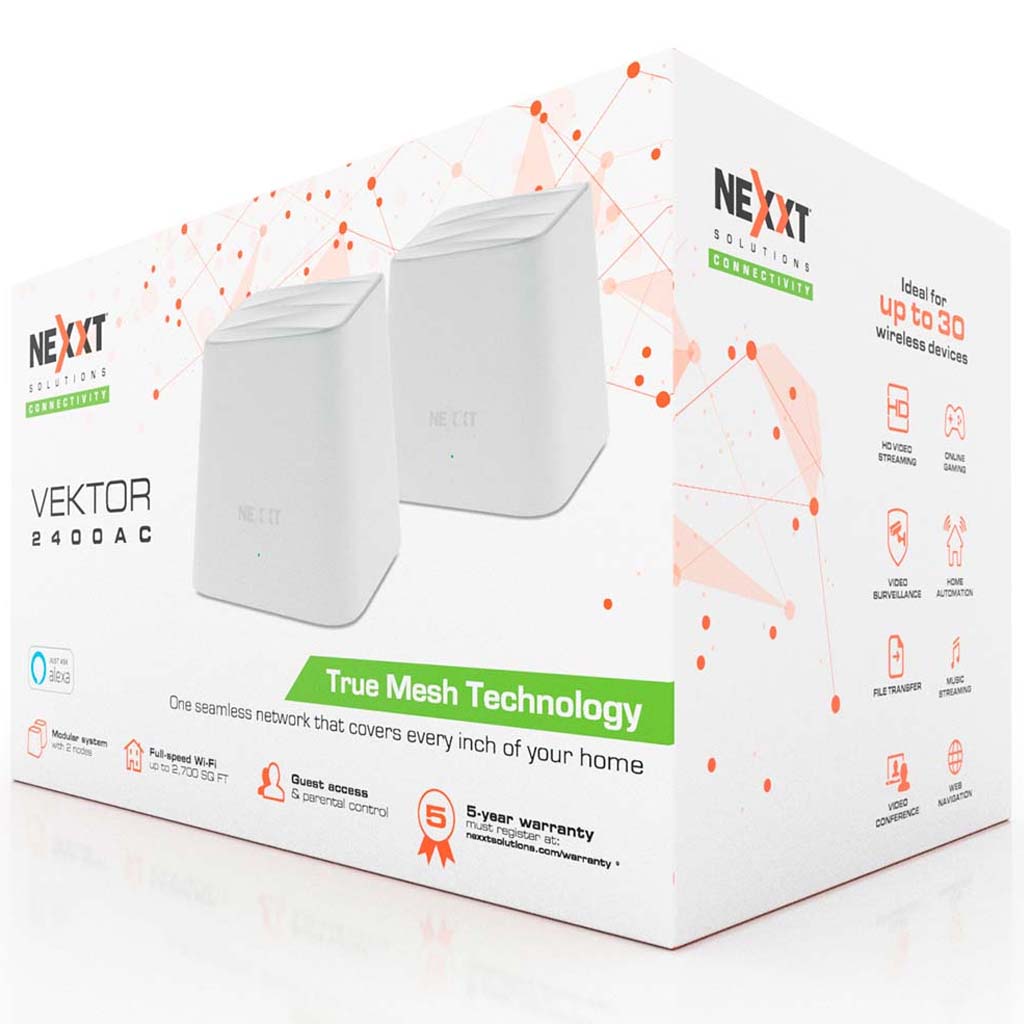 NEXXT
SOLUTIONS
CONNECTIVITY
VEKTOR
2400AC
JUST ASK
alexa
NEXXT
NEXXT
True Mesh Technology
One seamless network that covers every inch of your home
Modular system
with 2 nodes
Full-speed Wi-Fi
up to 2,700 SQ FT
Guest access
& parental control
5
5-year warranty
must register at:
nexxtsolutions.com/warranty *
NEXXT
SOLUTIONS
CONNECTIVITY
Ideal for
up to 30
wireless devices
HD
HD VIDEO
STREAMING
ONLINE
GAMING
VIDEO
SURVEILLANCE
HOME
AUTOMATION
FILE TRANSFER
MUSIC
STREAMING
VIDEO
CONFERENCE
WEB
NAVIGATION